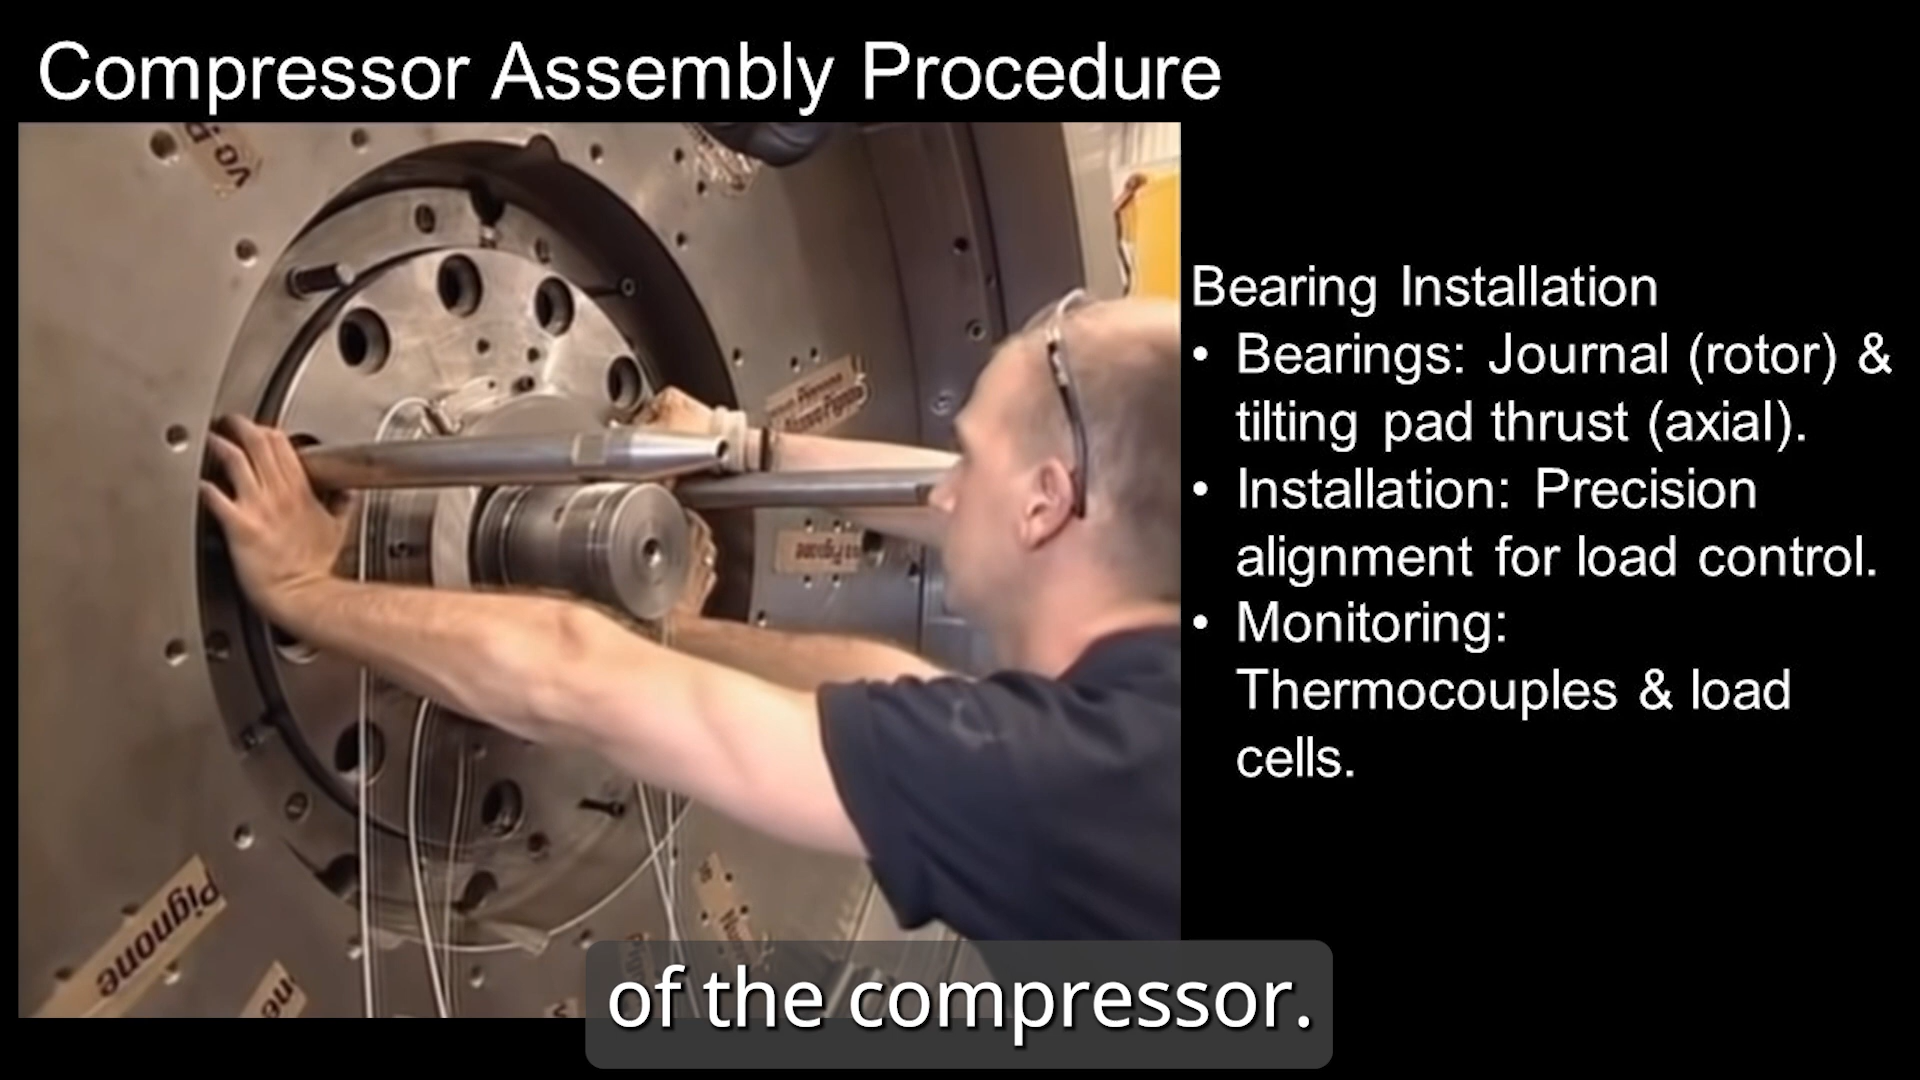 Compressor Assembly Procedure
Bearing Installation
• Bearings: Journal (rotor) &
tilting pad thrust (axial).
• Installation: Precision
alignment for load control.
• Monitoring:
Thermocouples & load
cells.
Pignone
of the compressor.